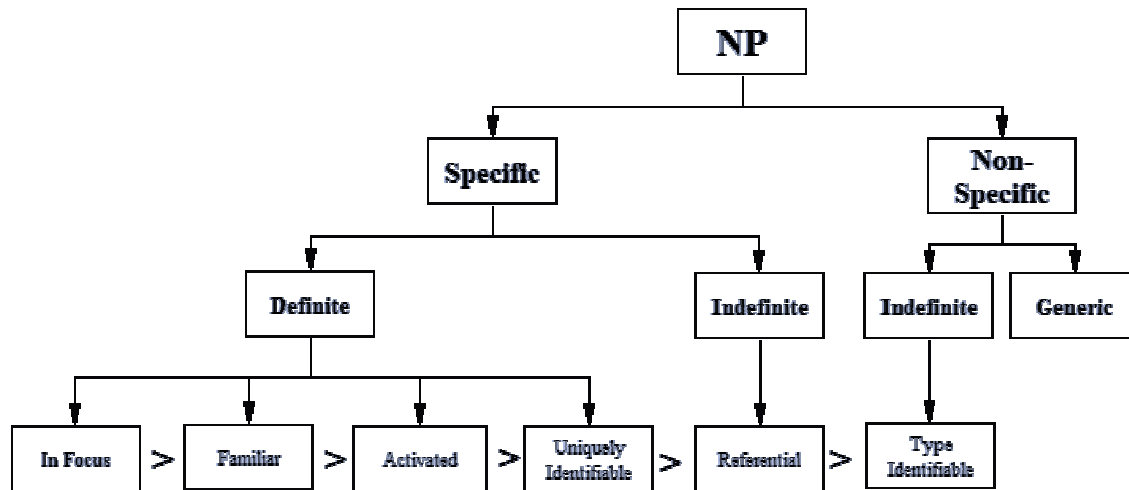 NP
Specific
Non-
Specific
Definite
Indefinite
Indefinite
Generic
In Focus > Familiar > Activated > Uniquely
Identifiable > Referential > Type
Identifiable